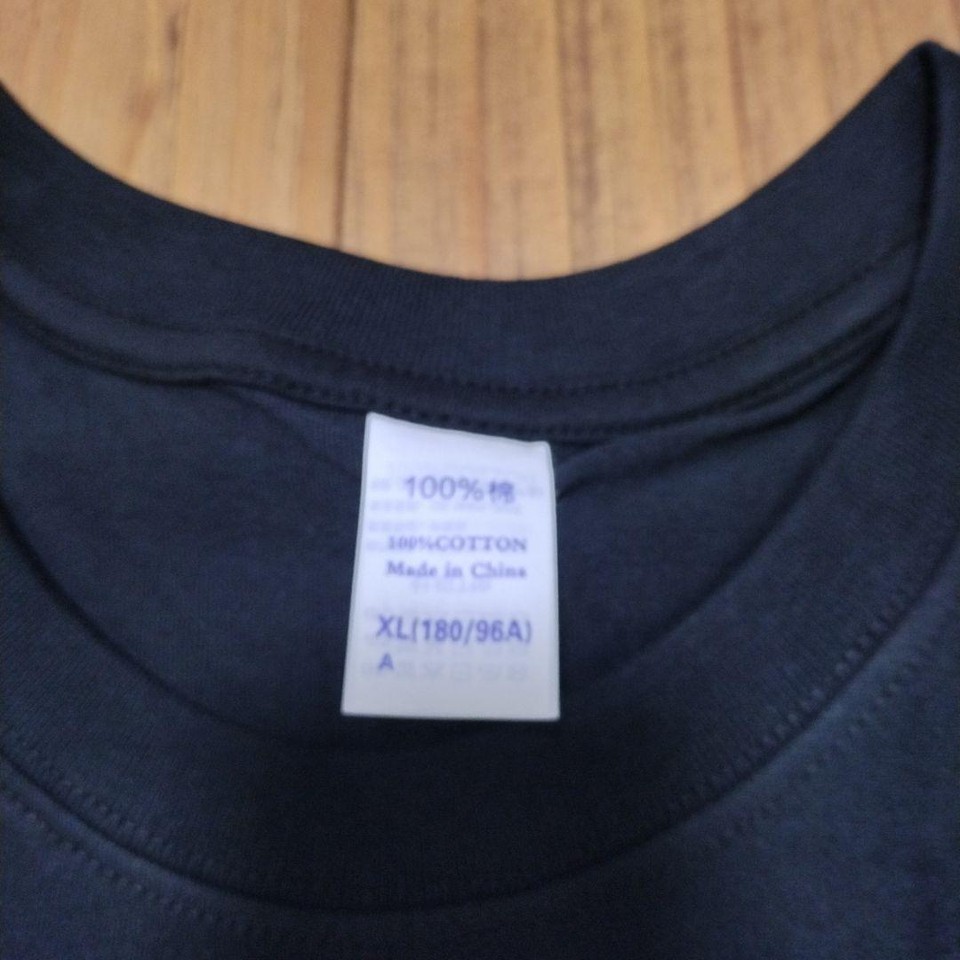 100%棉
100%COTTON
Made in China
XL(180/96A)
A